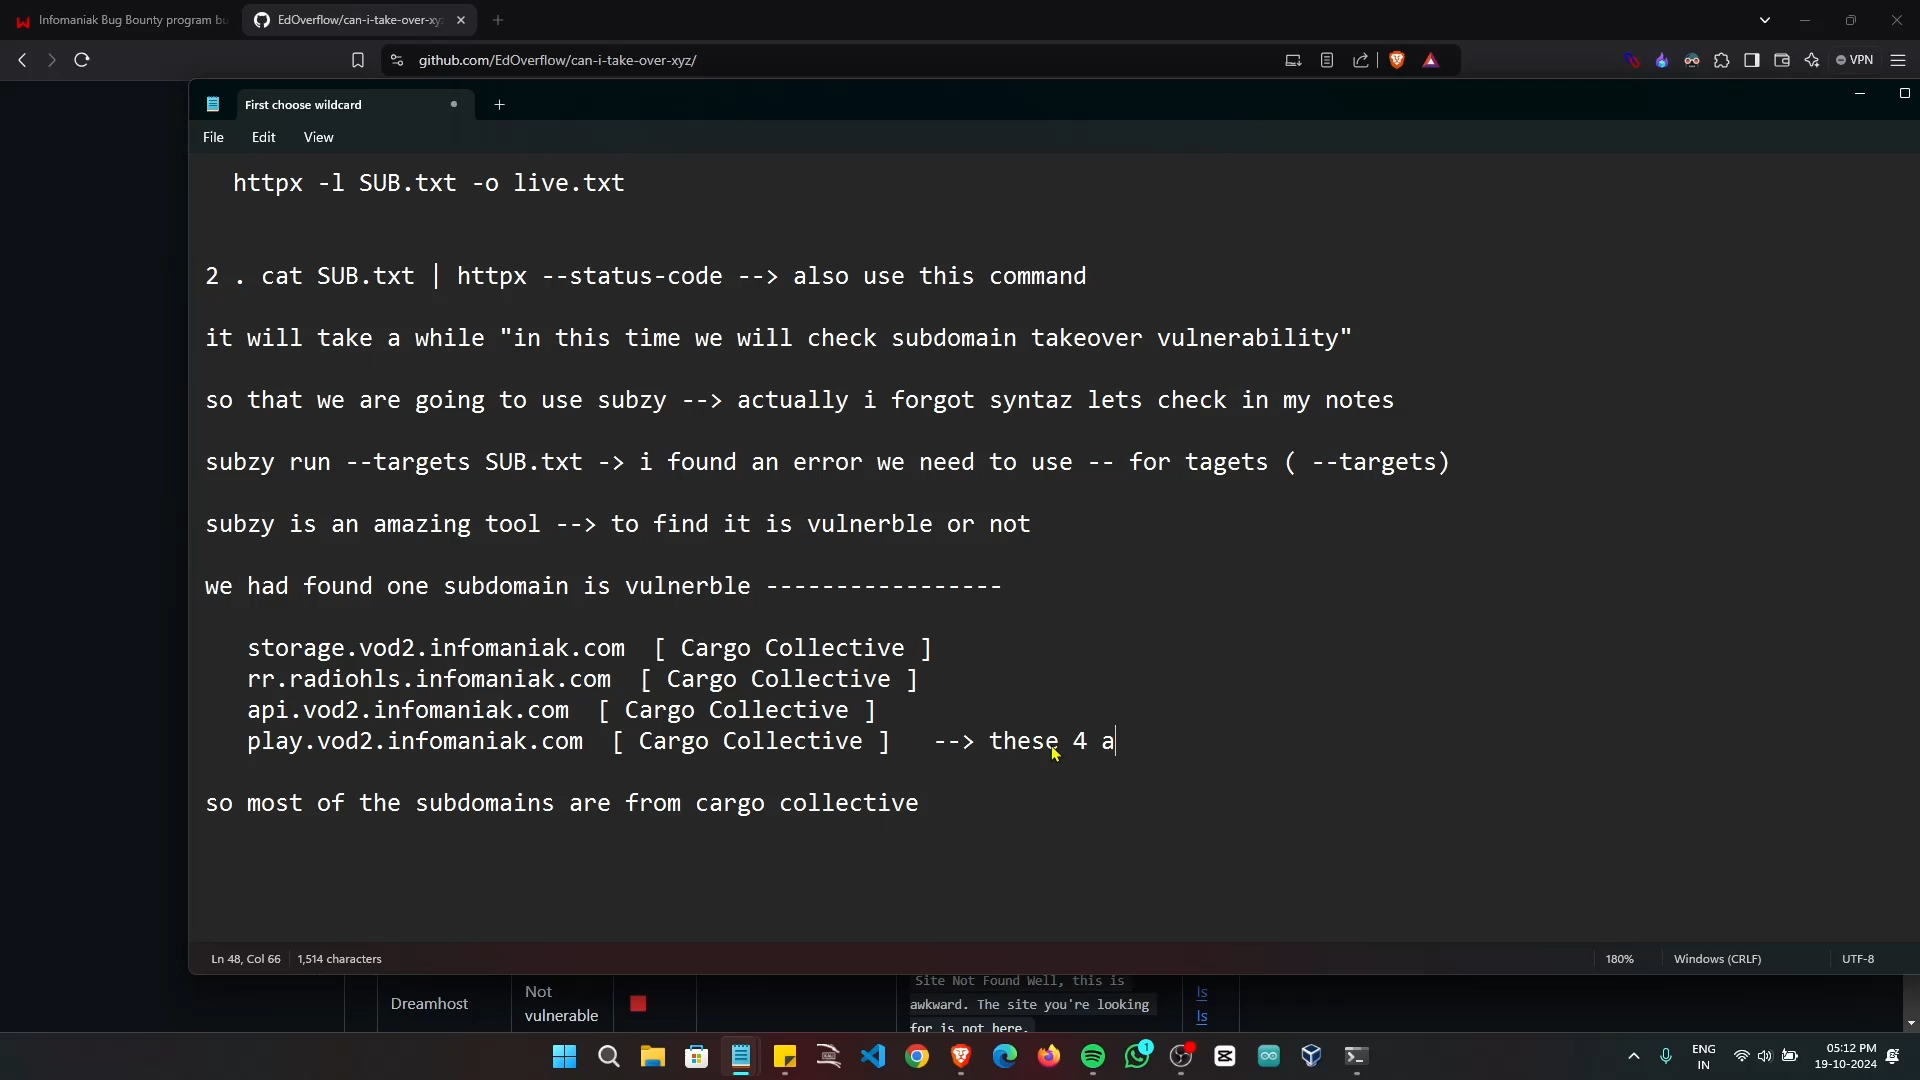 Infomaniak Bug Bounty program bu
EdOverflow/can-i-take-over-xy
github.com/EdOverflow/can-i-take-over-xyz/
VPN
First choose wildcard
File Edit View
httpx -l SUB.txt -o live.txt
2 . cat SUB.txt | httpx --status-code --> also use this command
it will take a while "in this time we will check subdomain takeover vulnerability"
so that we are going to use subzy --> actually i forgot syntaz lets check in my notes
subzy run --targets SUB.txt -> i found an error we need to use -- for tagets ( --targets)
subzy is an amazing tool --> to find it is vulnerble or not
we had found one subdomain is vulnerble -----------------
storage.vod2.infomaniak.com [ Cargo Collective ]
rr.radiohls.infomaniak.com [ Cargo Collective ]
api.vod2.infomaniak.com [ Cargo Collective ]
play.vod2.infomaniak.com [ Cargo Collective ] --> these 4 a
so most of the subdomains are from cargo collective
Ln 48, Col 66 1,514 characters 180% Windows (CRLF) UTF-8
Dreamhost
Not
vulnerable
Site Not Found Well, this is
awkward. The site you're looking
for is not here.
Is
Is
1
ENG
IN
05:12 PM
19-10-2024